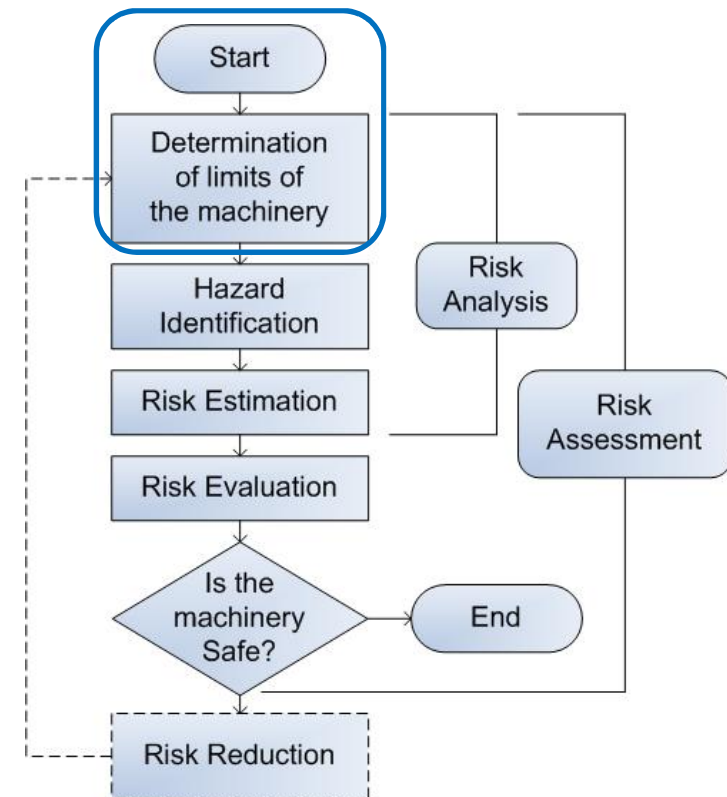 Start
Determination
of limits of
the machinery
Hazard
Identification
Risk Estimation
Risk Evaluation
Is the
machinery
Safe?
End
Risk Reduction
Risk
Analysis
Risk
Assessment